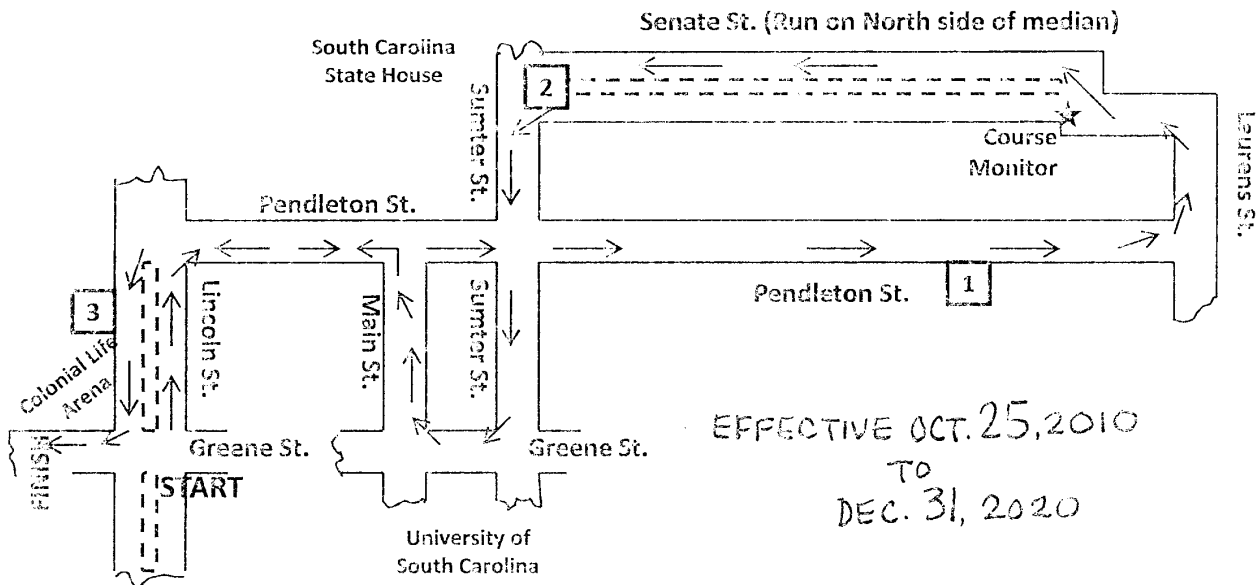 Senate St. (Run on North side of median)
South Carolina
State House
2
Sumter St.
Course
Monitor
Laurens St.
Pendleton St.
1
Pendleton St.
3
Colonial Life
Arena
Lincoln St.
Main St.
Sumter St.
Greene St.
Greene St.
FINISH
START
University of
South Carolina
EFFECTIVE OCT. 25, 2010
TO
DEC. 31, 2020